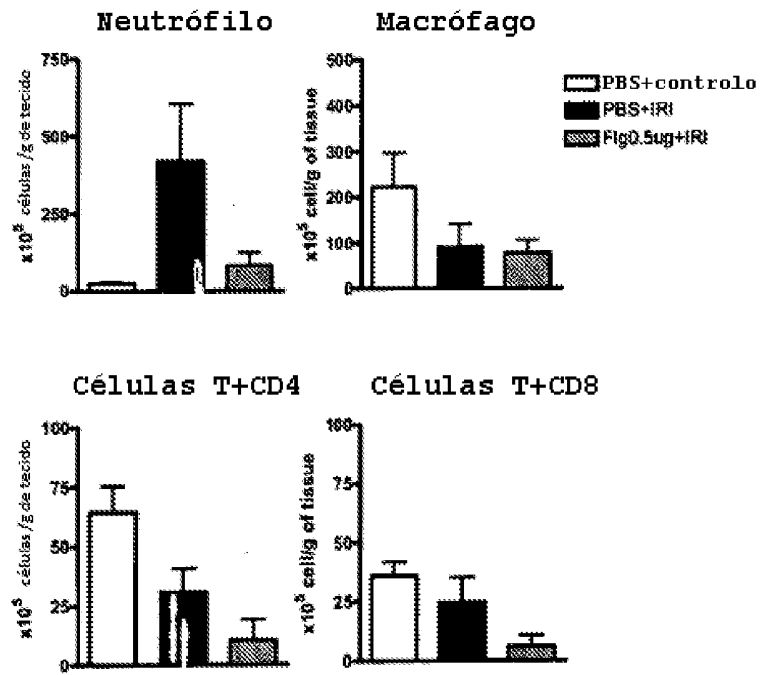 Neutrófilo
Macrófago
750
500
250
0
x10⁵ células /g de tecido
500
400
300
200
100
0
x10⁵ cell/g of tissue
PBS+controlo
PBS+IRI
Flg0.5ug+IRI
Células T+CD4
Células T+CD8
100
75
50
25
0
x10⁵ células /g de tecido
100
75
50
25
0
x10⁵ cell/g of tissue